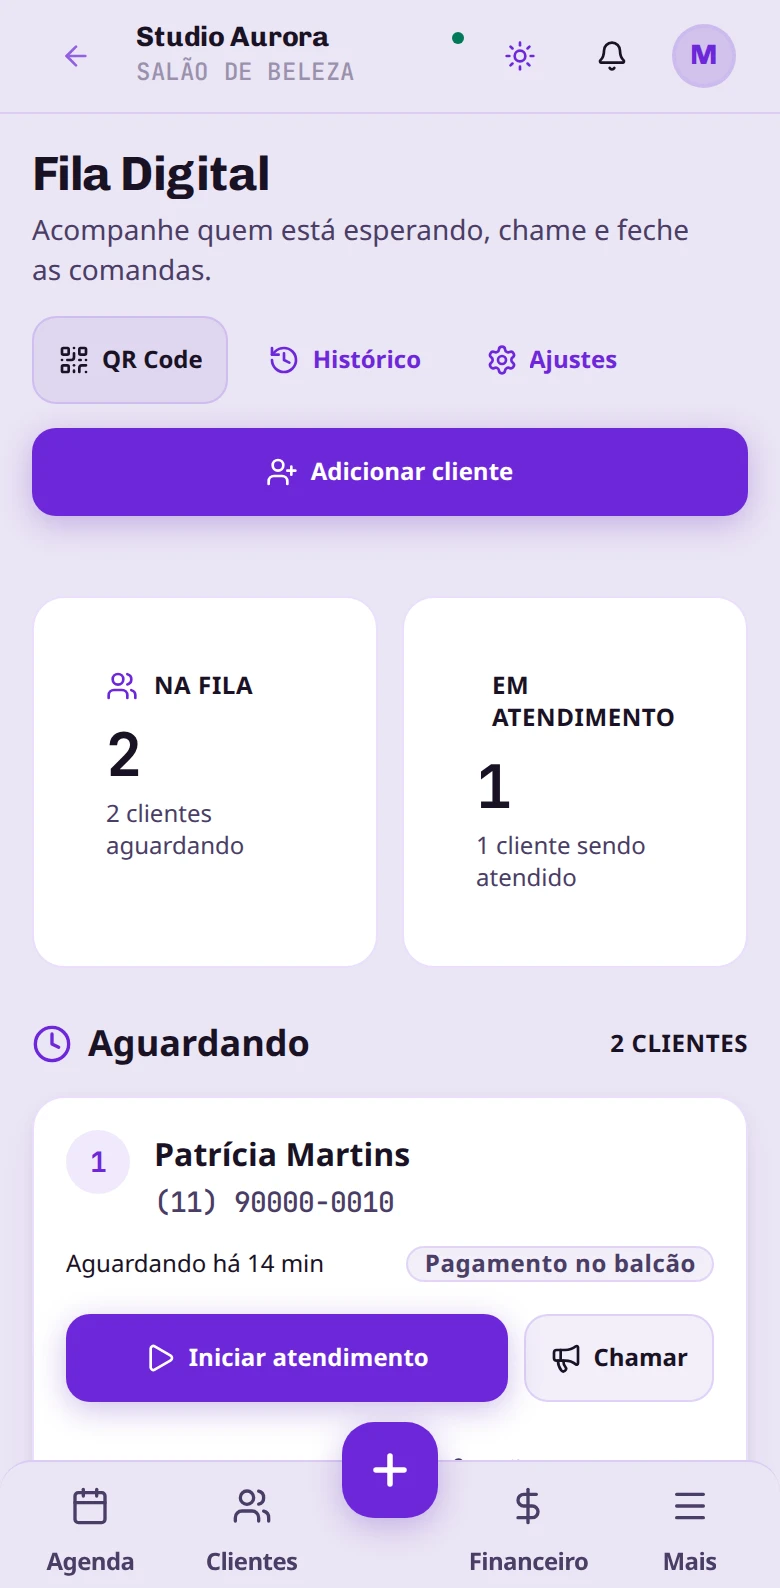 Studio Aurora
SALÃO DE BELEZA
M
Fila Digital
Acompanhe quem está esperando, chame e feche
as comandas.
QR Code
Histórico
Ajustes
Adicionar cliente
NA FILA
2
2 clientes
aguardando
EM
ATENDIMENTO
1
1 cliente sendo
atendido
Aguardando
2 CLIENTES
1
Patrícia Martins
(11) 90000-0010
Aguardando há 14 min
Pagamento no balcão
Iniciar atendimento
Chamar
Agenda
Clientes
Financeiro
Mais